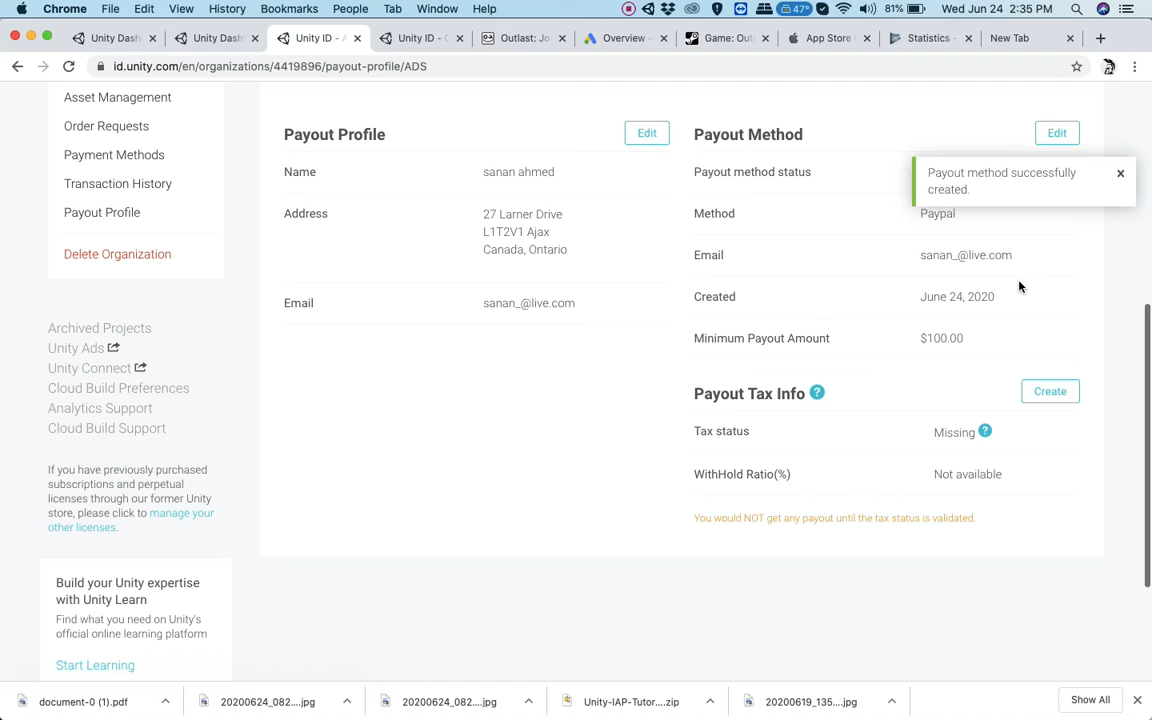 Chrome File Edit View History Bookmarks People Tab Window Help 47° 81% Wed Jun 24 2:35 PM
Unity Dash × Unity Dash × Unity ID - A × Unity ID - C × Outlast: Jo × Overview - × Game: Out × App Store × Statistics - × New Tab × +
id.unity.com/en/organizations/4419896/payout-profile/ADS
Asset Management
Order Requests
Payment Methods
Transaction History
Payout Profile
Delete Organization
Archived Projects
Unity Ads
Unity Connect
Cloud Build Preferences
Analytics Support
Cloud Build Support
If you have previously purchased
subscriptions and perpetual
licenses through our former Unity
store, please click to manage your
other licenses.
Build your Unity expertise
with Unity Learn
Find what you need on Unity's
official online learning platform
Start Learning
Payout Profile Edit
Name sanan ahmed
Address 27 Larner Drive
L1T2V1 Ajax
Canada, Ontario
Email sanan_@live.com
Payout Method Edit
Payout method status
Payout method successfully
created.
×
Method Paypal
Email sanan_@live.com
Created June 24, 2020
Minimum Payout Amount $100.00
Payout Tax Info ? Create
Tax status Missing ?
WithHold Ratio(%) Not available
You would NOT get any payout until the tax status is validated.
document-0 (1).pdf 20200624_082....jpg 20200624_082....jpg Unity-IAP-Tutor....zip 20200619_135....jpg Show All ×